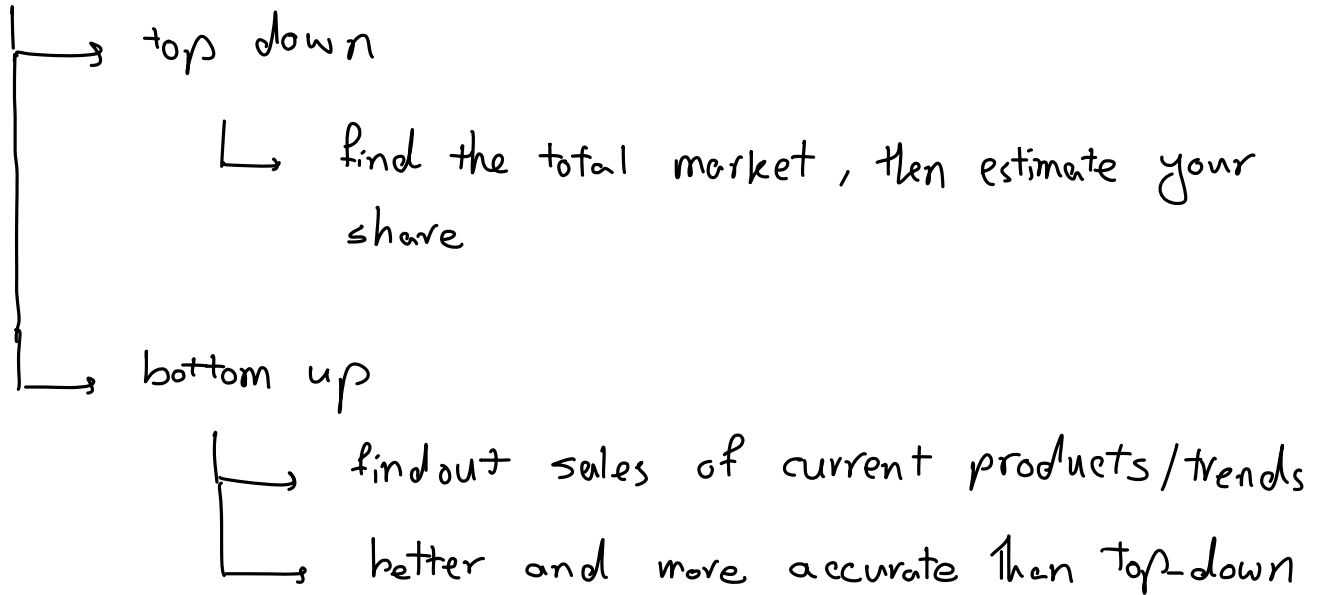 top down
find the total market, then estimate your
share
bottom up
findout sales of current products/trends
better and more accurate than top-down